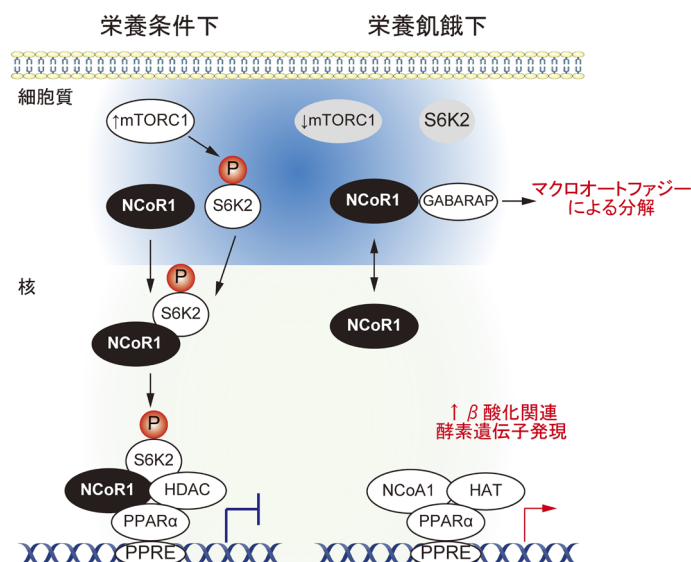 栄養条件下
栄養飢餓下
細胞質
↑mTORC1
P
NCoR1
S6K2
↓mTORC1
S6K2
NCoR1
GABARAP
マクロオートファジー
による分解
核
P
S6K2
NCoR1
NCoR1
P
S6K2
NCoR1
HDAC
PPARα
PPRE
↑β酸化関連
酵素遺伝子発現
NCoA1
HAT
PPARα
PPRE